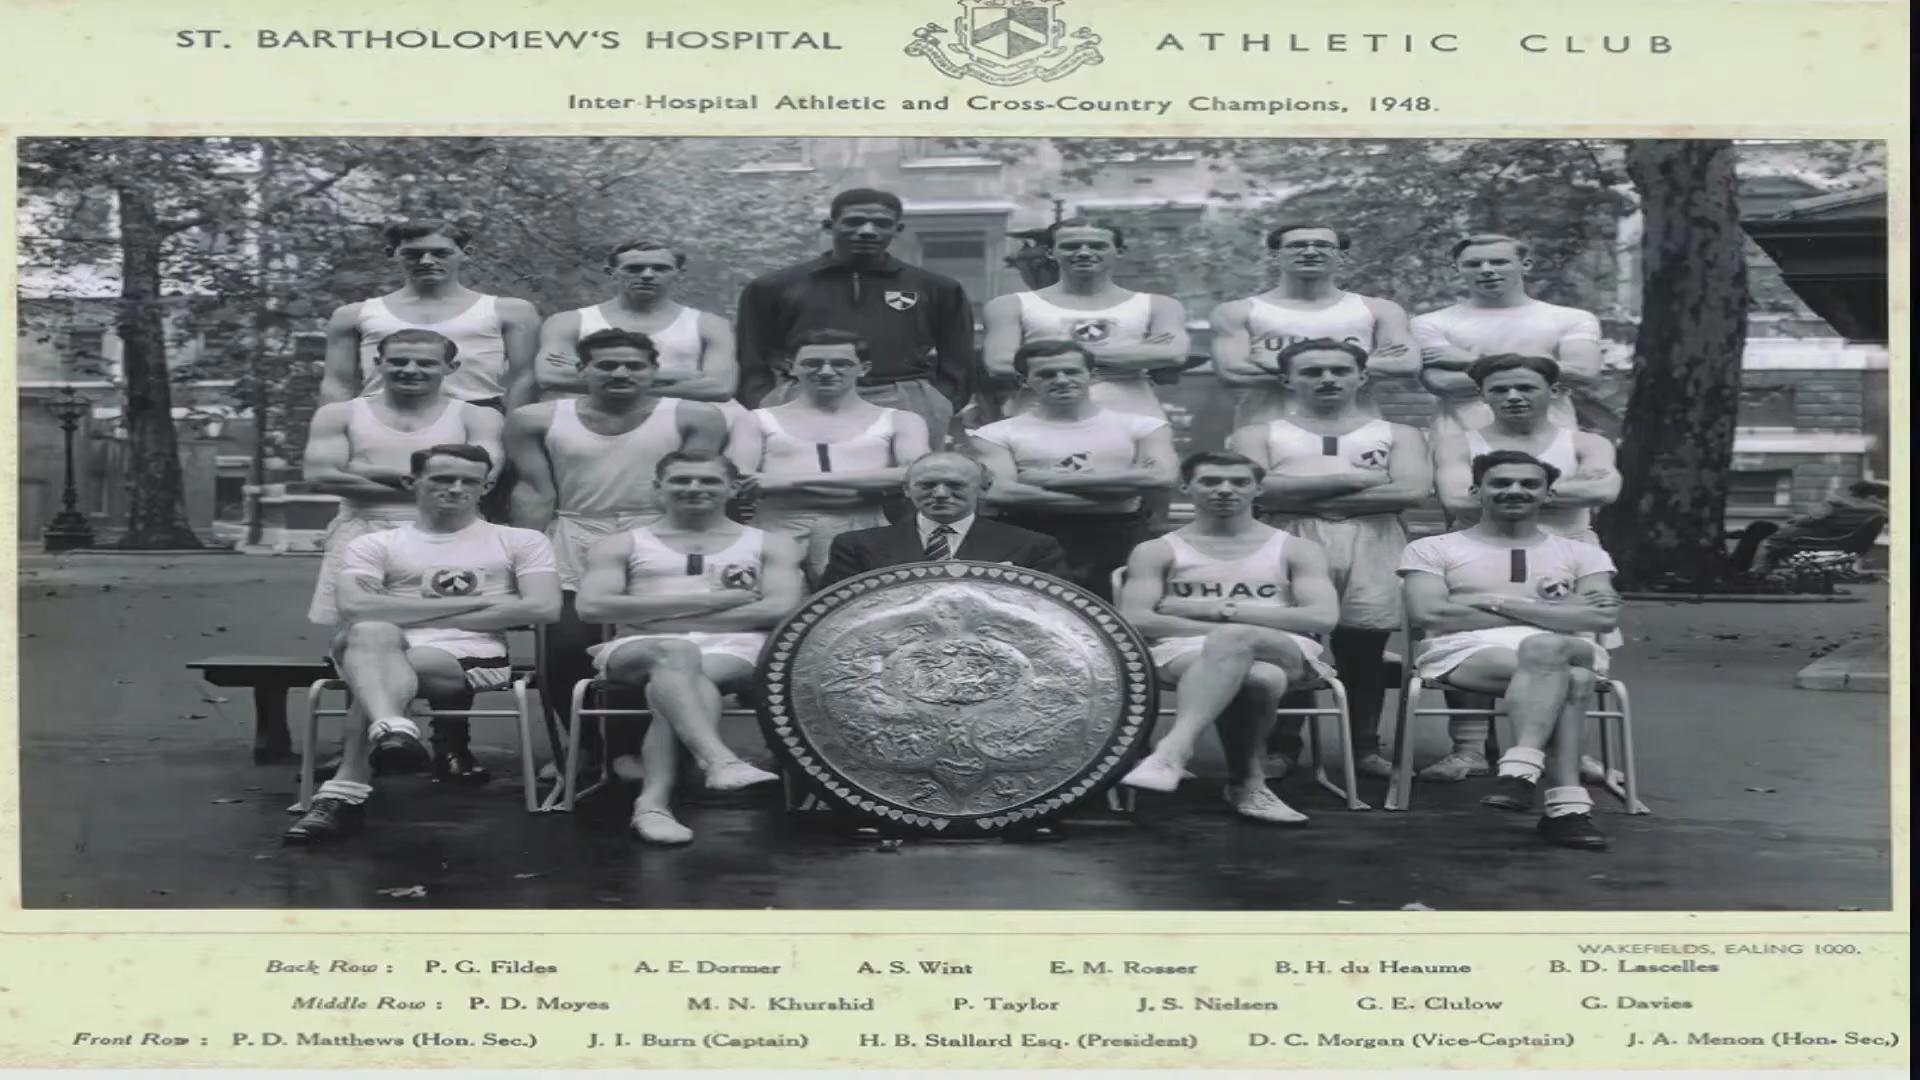 ST. BARTHOLOMEW'S HOSPITAL ATHLETIC CLUB
Inter-Hospital Athletic and Cross-Country Champions, 1948.
UHAC
UHAC
WAKEFIELDS, EALING 1000.
Back Row: P. G. Fildes A. E. Dormer A. S. Wint E. M. Rosser B. H. du Heaume B. D. Lascelles
Middle Row: P. D. Moyes M. N. Khurshid P. Taylor J. S. Nielsen G. E. Clulow G. Davies
Front Row: P. D. Matthews (Hon. Sec.) J. I. Burn (Captain) H. B. Stallard Esq. (President) D. C. Morgan (Vice-Captain) J. A. Menon (Hon. Sec.)